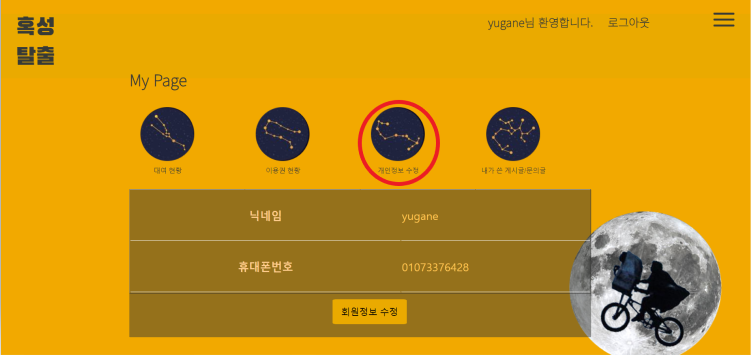 혹성
탈출
yugane님 환영합니다. 로그아웃
My Page
대여 현황
이용권 현황
개인정보 수정
내가 쓴 게시글/문의글
닉네임 yugane
휴대폰번호 01073376428
회원정보 수정